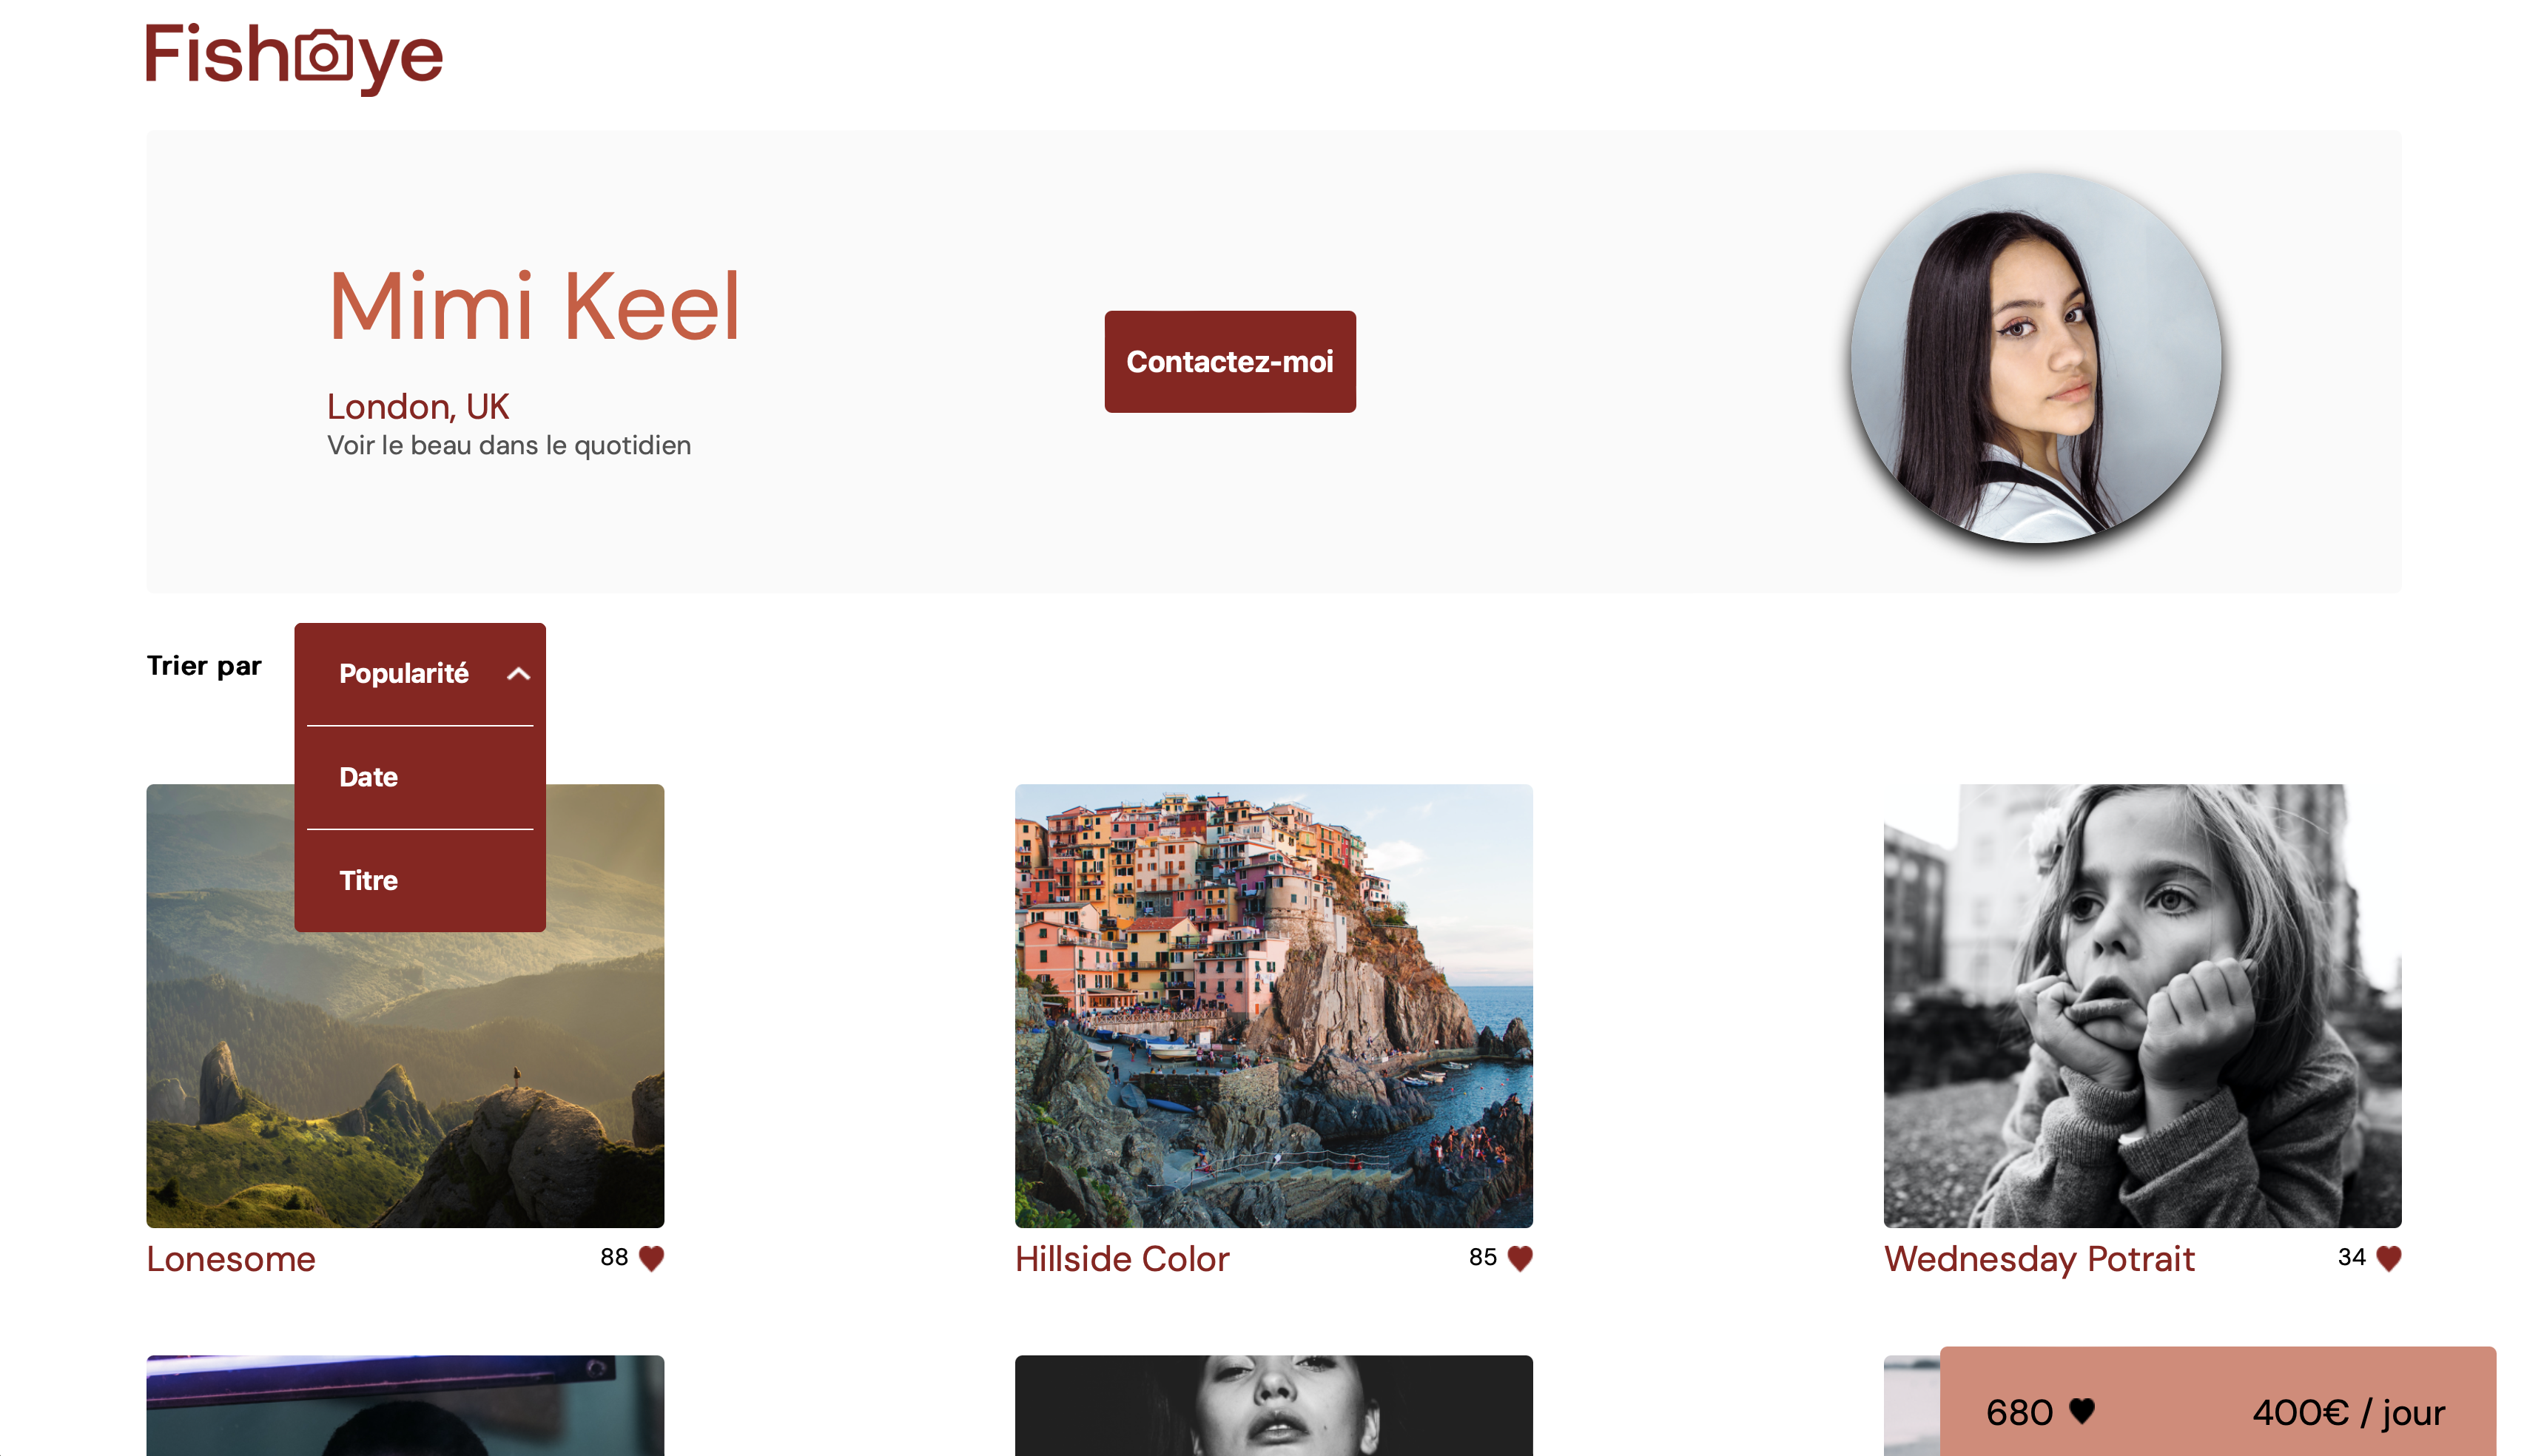 Fisheye
Mimi Keel
London, UK
Voir le beau dans le quotidien
Contactez-moi
Trier par
Popularité
Date
Titre
Lonesome
88
Hillside Color
85
Wednesday Potrait
34
680
400€ / jour